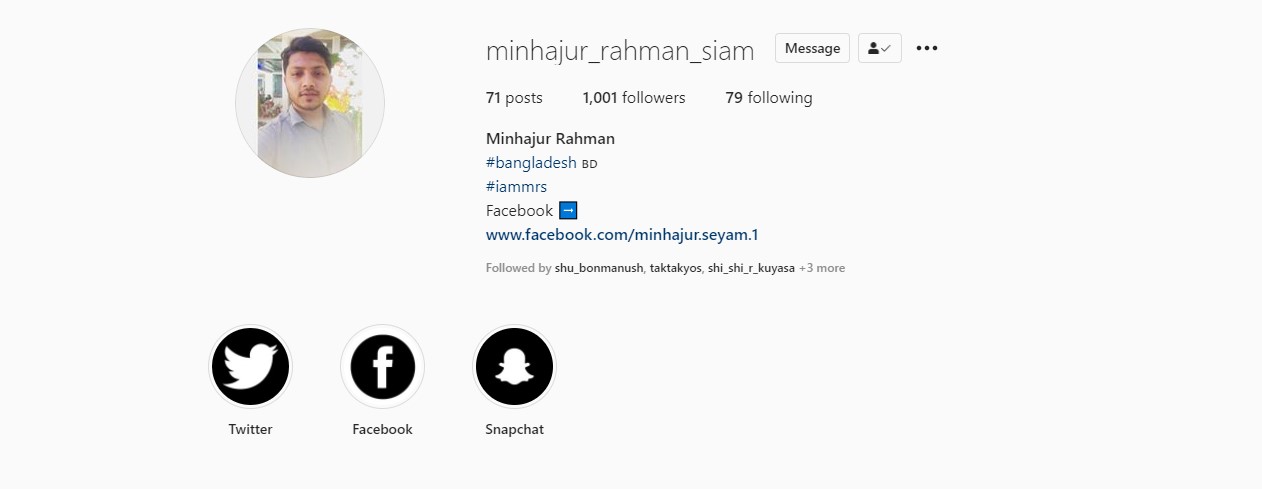 minhajur_rahman_siam Message
71 posts 1,001 followers 79 following
Minhajur Rahman
#bangladesh BD
#iammrs
Facebook ➡
www.facebook.com/minhajur.seyam.1
Followed by shu_bonmanush, taktakyos, shi_shi_r_kuyasa +3 more
Twitter Facebook Snapchat